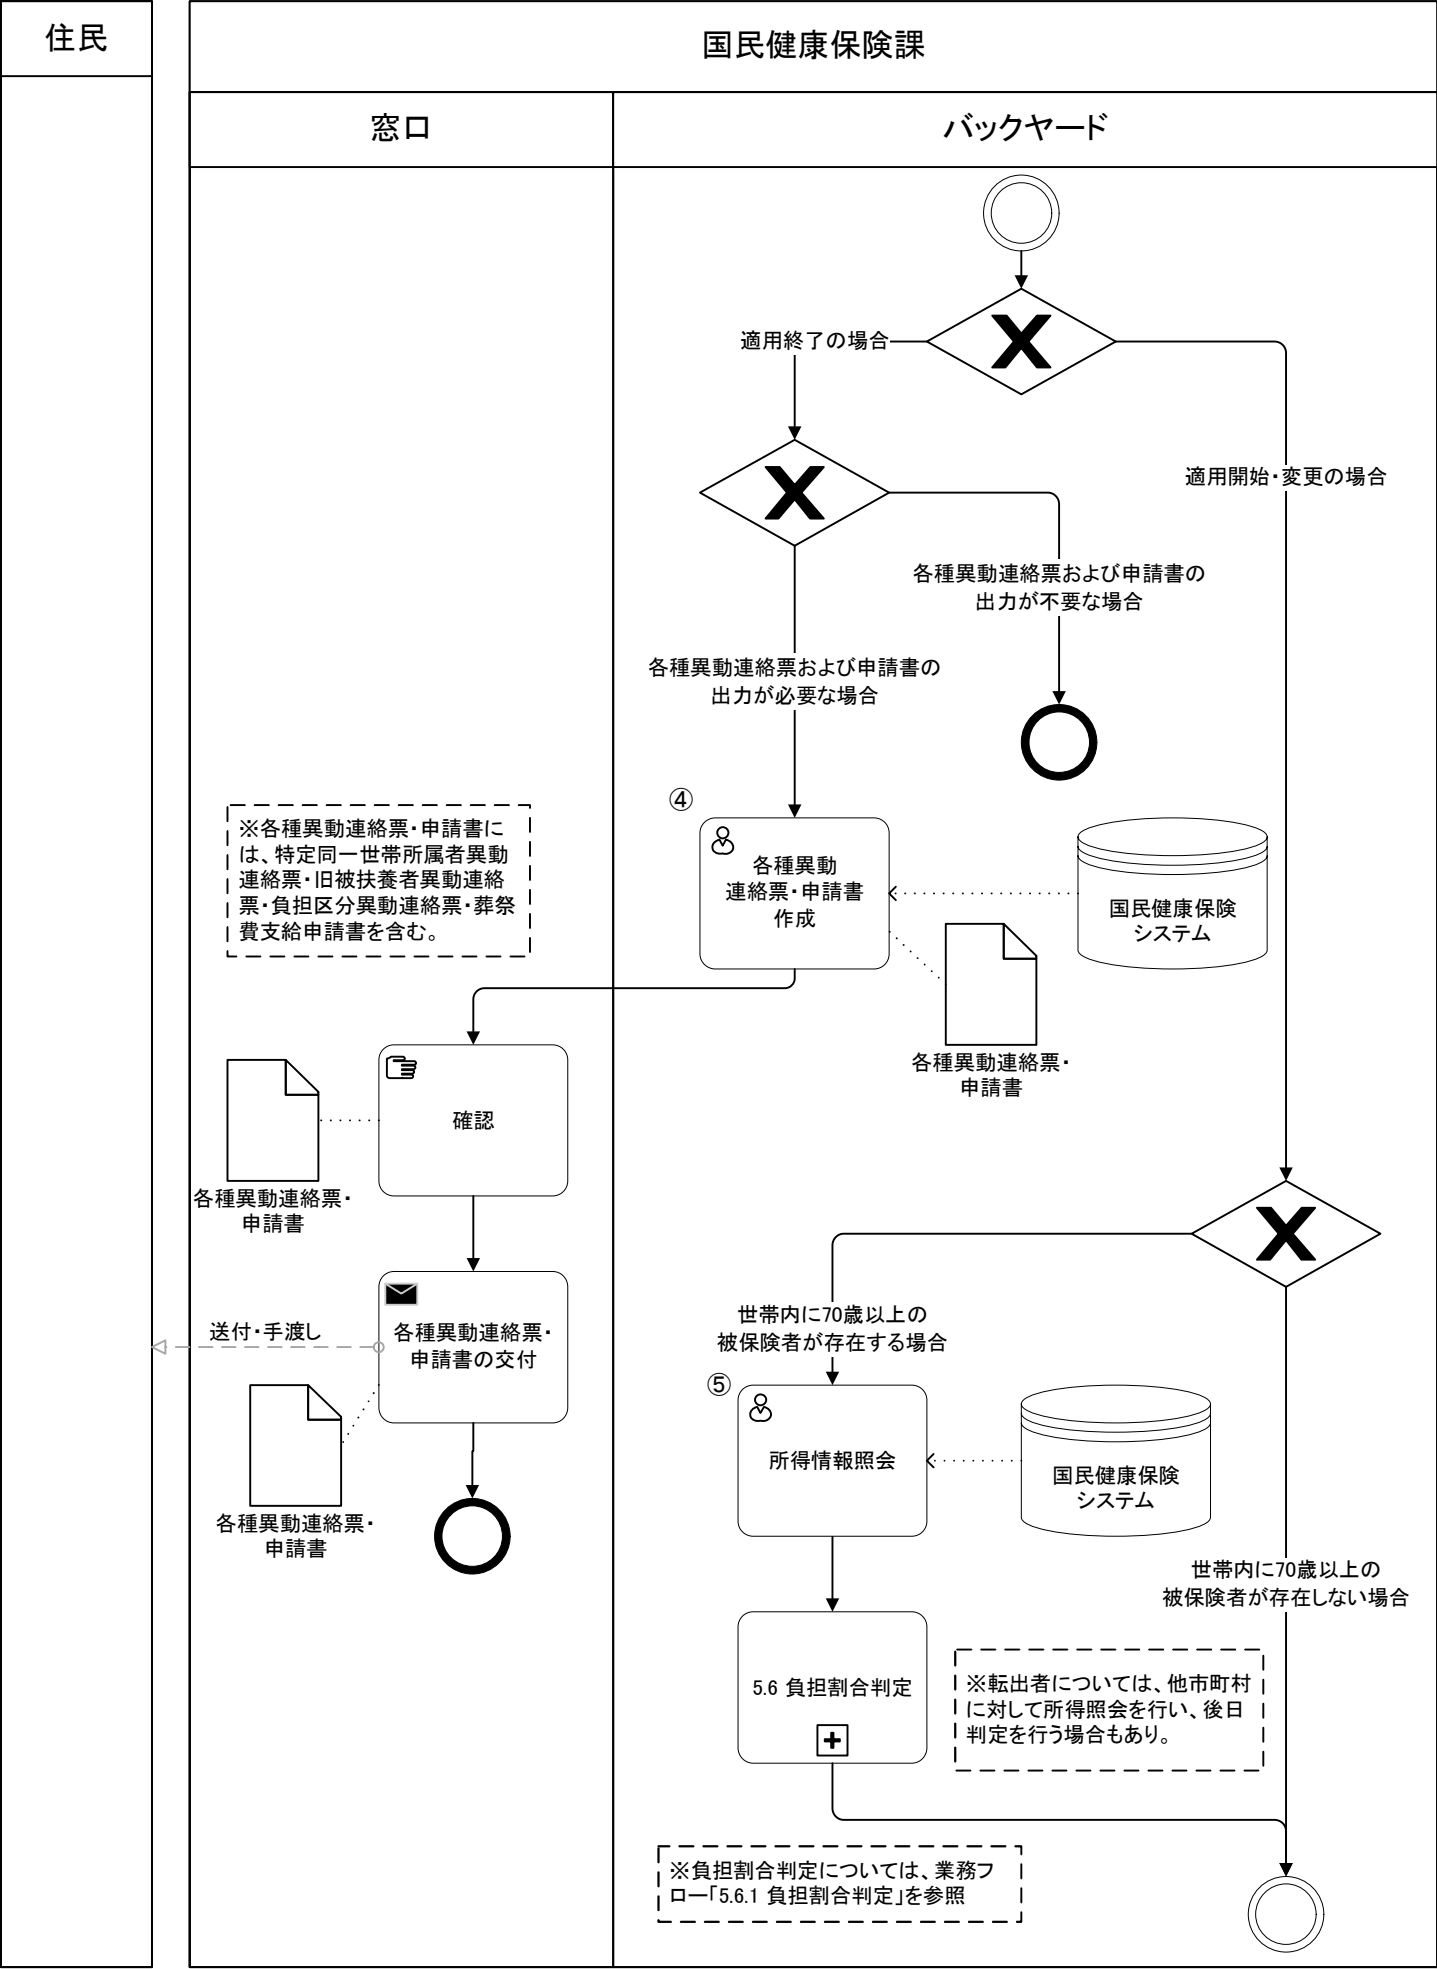 住民
国民健康保険課
窓口
バックヤード
適用終了の場合
適用開始・変更の場合
各種異動連絡票および申請書の
出力が不要な場合
各種異動連絡票および申請書の
出力が必要な場合
④
各種異動
連絡票・申請書
作成
国民健康保険
システム
各種異動連絡票・
申請書
※各種異動連絡票・申請書に
は、特定同一世帯所属者異動
連絡票・旧被扶養者異動連絡
票・負担区分異動連絡票・葬祭
費支給申請書を含む。
確認
各種異動連絡票・
申請書
送付・手渡し
各種異動連絡票・
申請書の交付
各種異動連絡票・
申請書
世帯内に70歳以上の
被保険者が存在する場合
⑤
所得情報照会
国民健康保険
システム
世帯内に70歳以上の
被保険者が存在しない場合
5.6 負担割合判定
※転出者については、他市町村
に対して所得照会を行い、後日
判定を行う場合もあり。
※負担割合判定については、業務フ
ロー「5.6.1 負担割合判定」を参照